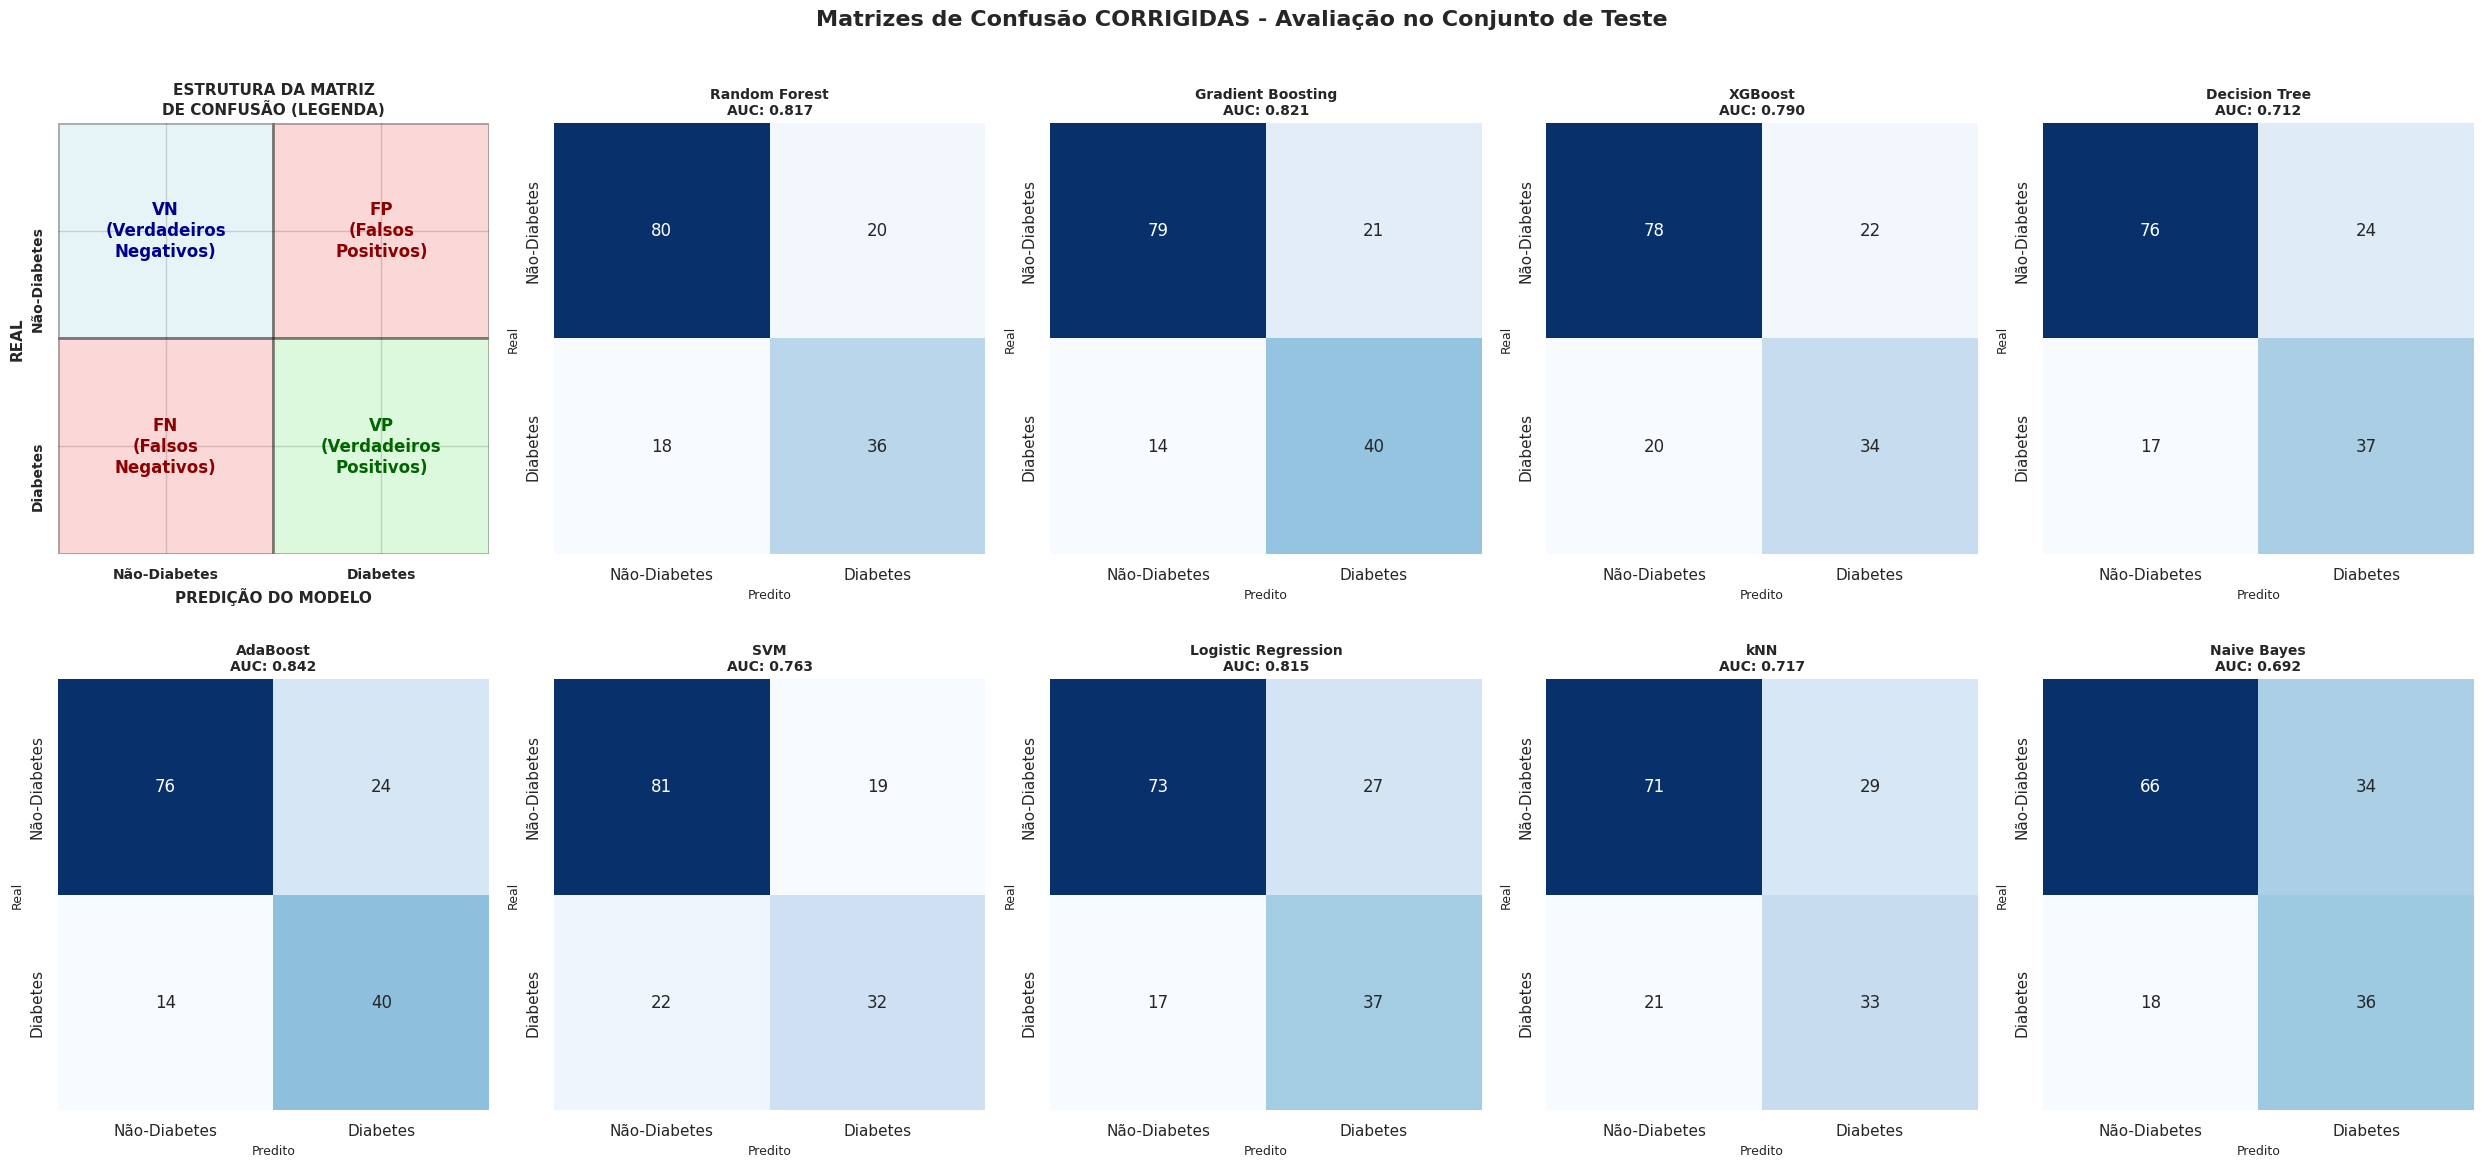 Matrizes de Confusão CORRIGIDAS - Avaliação no Conjunto de Teste
ESTRUTURA DA MATRIZ
DE CONFUSÃO (LEGENDA)
REAL
Não-Diabetes
Diabetes
VN
(Verdadeiros
Negativos)
FP
(Falsos
Positivos)
FN
(Falsos
Negativos)
VP
(Verdadeiros
Positivos)
Não-Diabetes
Diabetes
PREDIÇÃO DO MODELO
Random Forest
AUC: 0.817
Real
Não-Diabetes
Diabetes
80
20
18
36
Não-Diabetes
Diabetes
Predito
Gradient Boosting
AUC: 0.821
Real
Não-Diabetes
Diabetes
79
21
14
40
Não-Diabetes
Diabetes
Predito
XGBoost
AUC: 0.790
Real
Não-Diabetes
Diabetes
78
22
20
34
Não-Diabetes
Diabetes
Predito
Decision Tree
AUC: 0.712
Real
Não-Diabetes
Diabetes
76
24
17
37
Não-Diabetes
Diabetes
Predito
AdaBoost
AUC: 0.842
Real
Não-Diabetes
Diabetes
76
24
14
40
Não-Diabetes
Diabetes
Predito
SVM
AUC: 0.763
Real
Não-Diabetes
Diabetes
81
19
22
32
Não-Diabetes
Diabetes
Predito
Logistic Regression
AUC: 0.815
Real
Não-Diabetes
Diabetes
73
27
17
37
Não-Diabetes
Diabetes
Predito
kNN
AUC: 0.717
Real
Não-Diabetes
Diabetes
71
29
21
33
Não-Diabetes
Diabetes
Predito
Naive Bayes
AUC: 0.692
Real
Não-Diabetes
Diabetes
66
34
18
36
Não-Diabetes
Diabetes
Predito